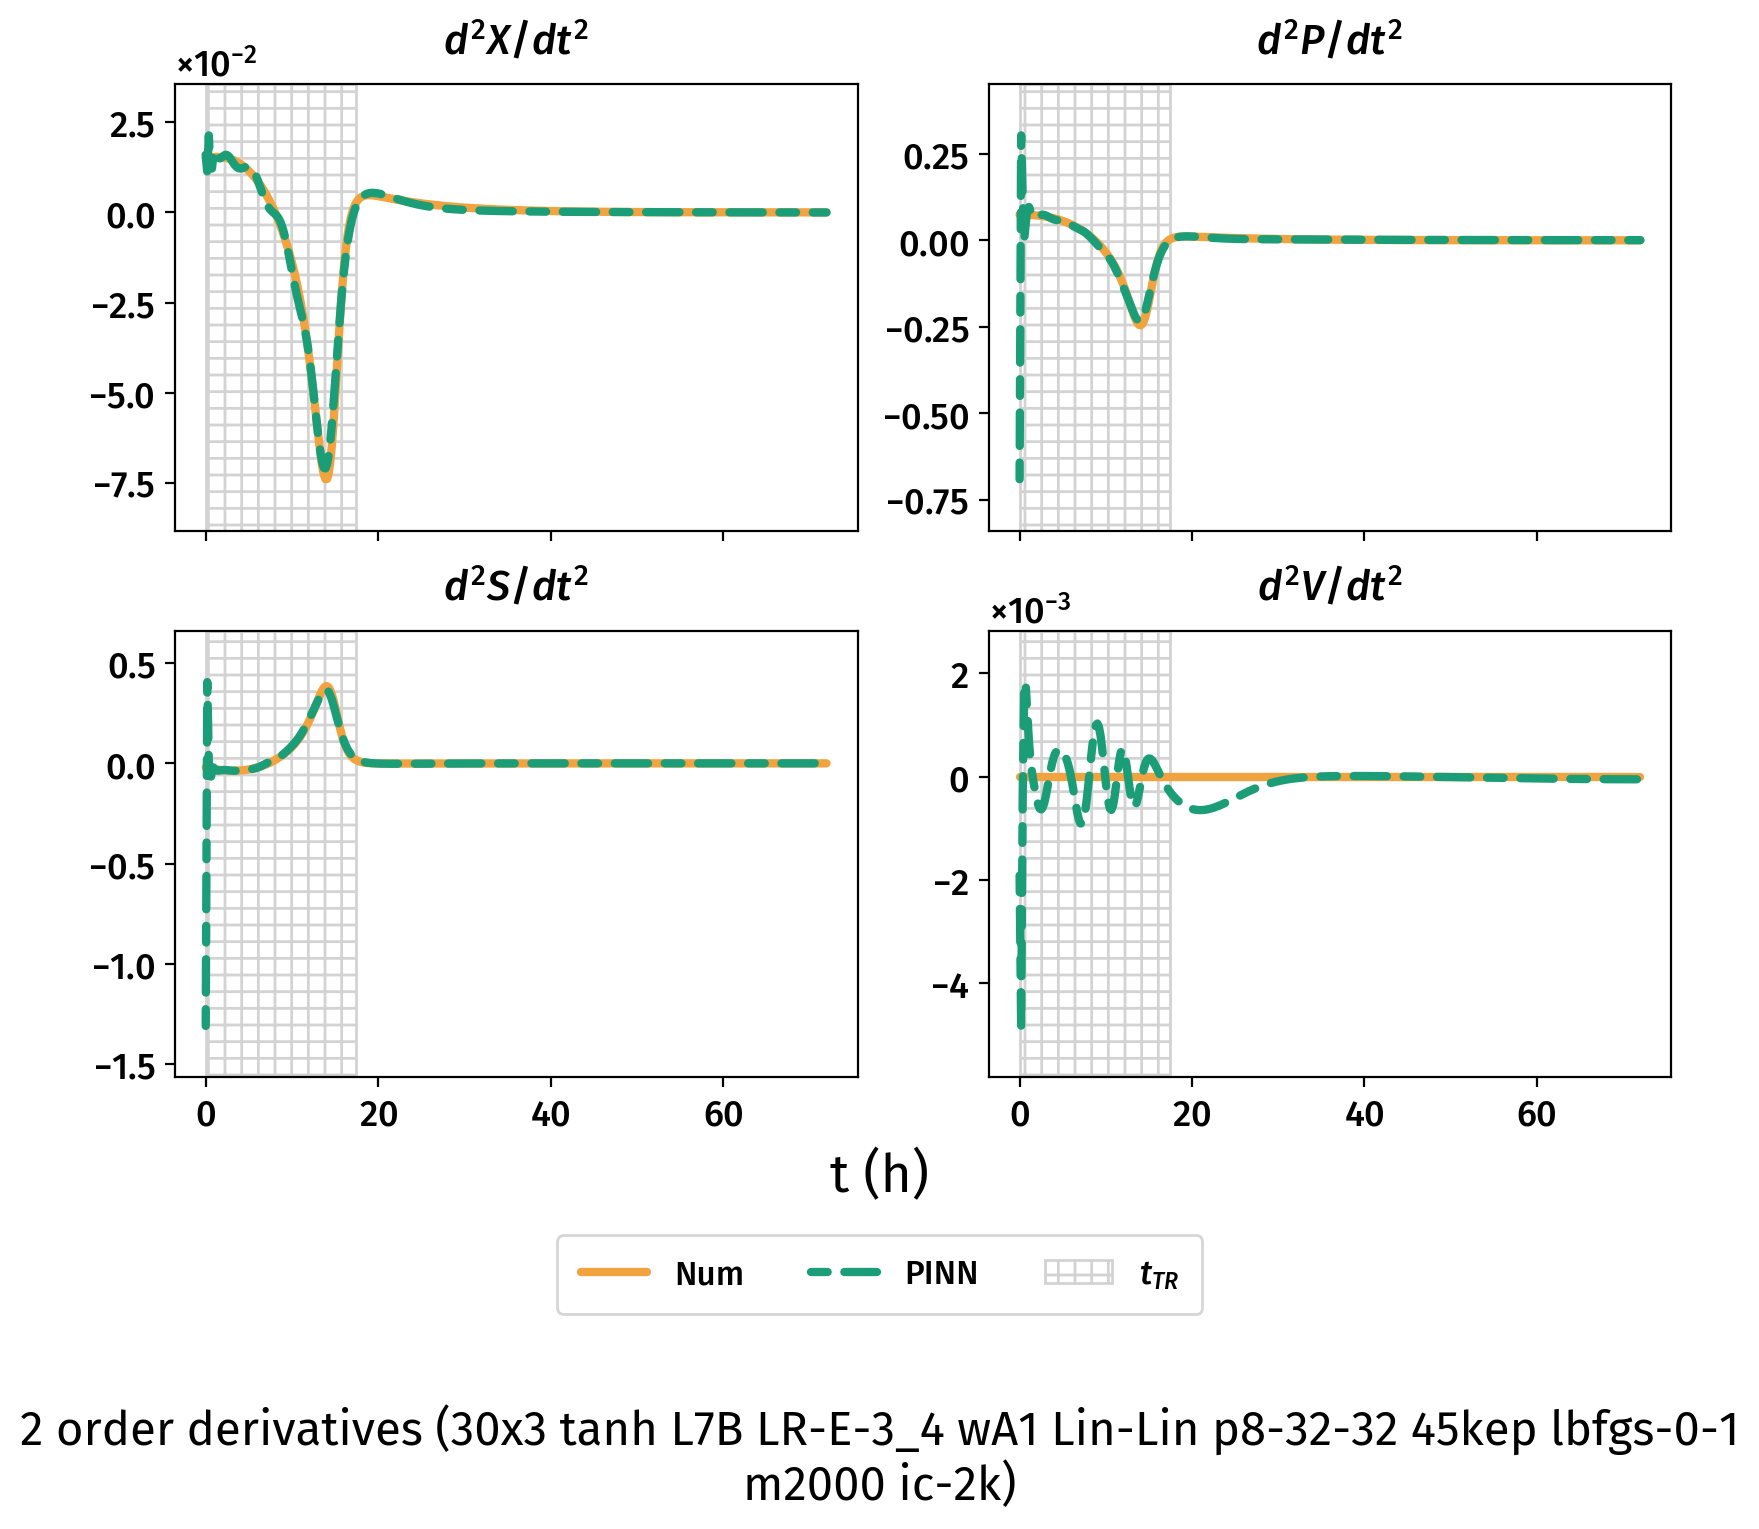 d²X/dt²
×10⁻²
2.5
0.0
−2.5
−5.0
−7.5
d²P/dt²
0.25
0.00
−0.25
−0.50
−0.75
d²S/dt²
0.5
0.0
−0.5
−1.0
−1.5
0 20 40 60
d²V/dt²
×10⁻³
2
0
−2
−4
0 20 40 60
t (h)
Num PINN t_TR
2 order derivatives (30x3 tanh L7B LR-E-3_4 wA1 Lin-Lin p8-32-32 45kep lbfgs-0-1
m2000 ic-2k)